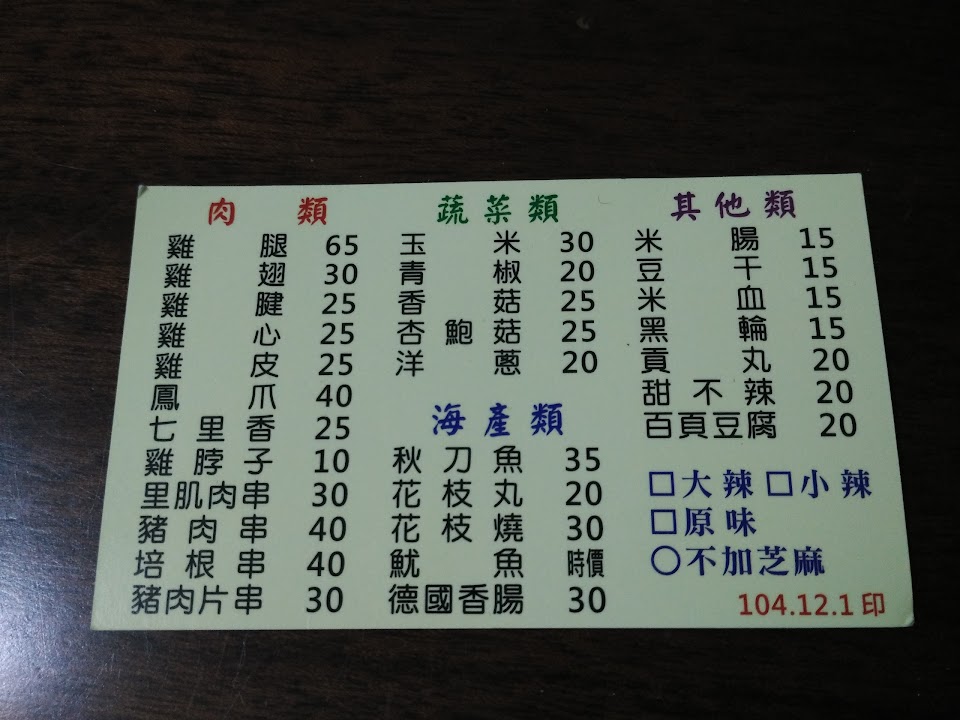 肉類
雞腿 65
雞翅 30
雞腱 25
雞心 25
雞皮 25
鳳爪 40
七里香 25
雞脖子 10
里肌肉串 30
豬肉串 40
培根串 40
豬肉片串 30
蔬菜類
玉米 30
青椒 20
香菇 25
杏鮑菇 25
洋蔥 20
海產類
秋刀魚 35
花枝丸 20
花枝燒 30
魷魚 時價
德國香腸 30
其他類
米腸 15
豆干 15
米血 15
黑輪 15
貢丸 20
甜不辣 20
百頁豆腐 20
□大辣 □小辣
□原味
○不加芝麻
104.12.1 印